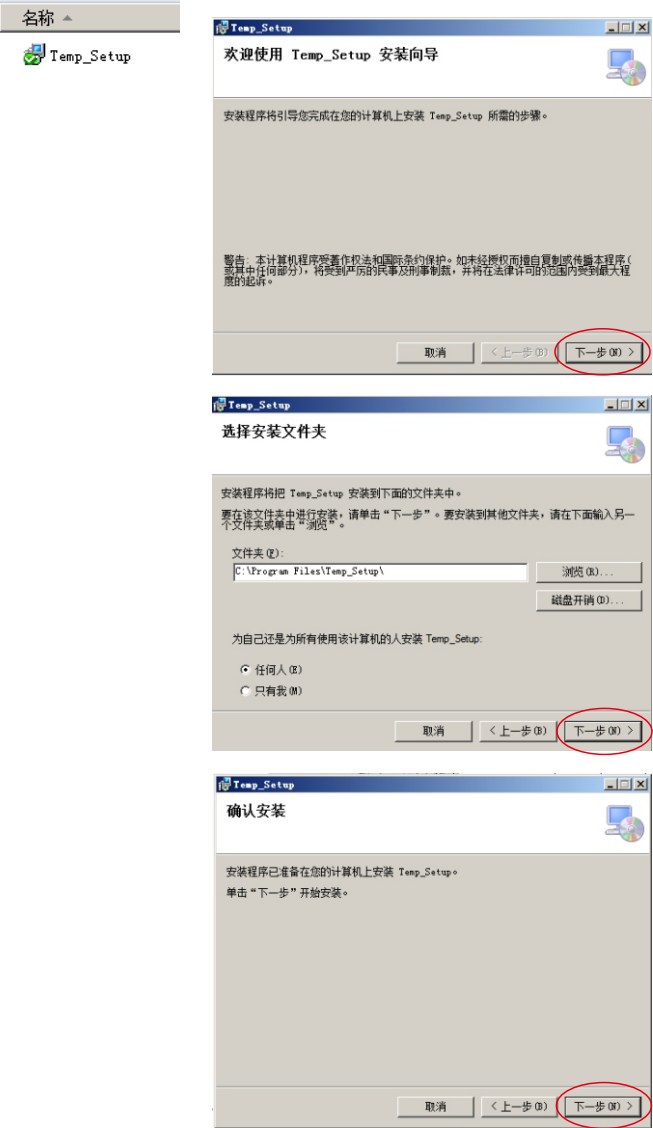 名称
Temp_Setup
Temp_Setup
欢迎使用 Temp_Setup 安装向导
安装程序将引导您完成在您的计算机上安装 Temp_Setup 所需的步骤。
警告: 本计算机程序受著作权法和国际条约保护。如未经授权而擅自复制或传播本程序(
或其中任何部分), 将受到严厉的民事及刑事制裁, 并将在法律许可的范围内受到最大程
度的起诉。
取消 <上一步(B) 下一步(N) >
Temp_Setup
选择安装文件夹
安装程序将把 Temp_Setup 安装到下面的文件夹中。
要在该文件夹中进行安装, 请单击“下一步”。要安装到其他文件夹, 请在下面输入另一
个文件夹或单击“浏览”。
文件夹(F):
C:\Program Files\Temp_Setup\ 浏览(R)...
磁盘开销(D)...
为自己还是为所有使用该计算机的人安装 Temp_Setup:
任何人(E)
只有我(M)
取消 <上一步(B) 下一步(N) >
Temp_Setup
确认安装
安装程序已准备在您的计算机上安装 Temp_Setup。
单击“下一步”开始安装。
取消 <上一步(B) 下一步(N) >